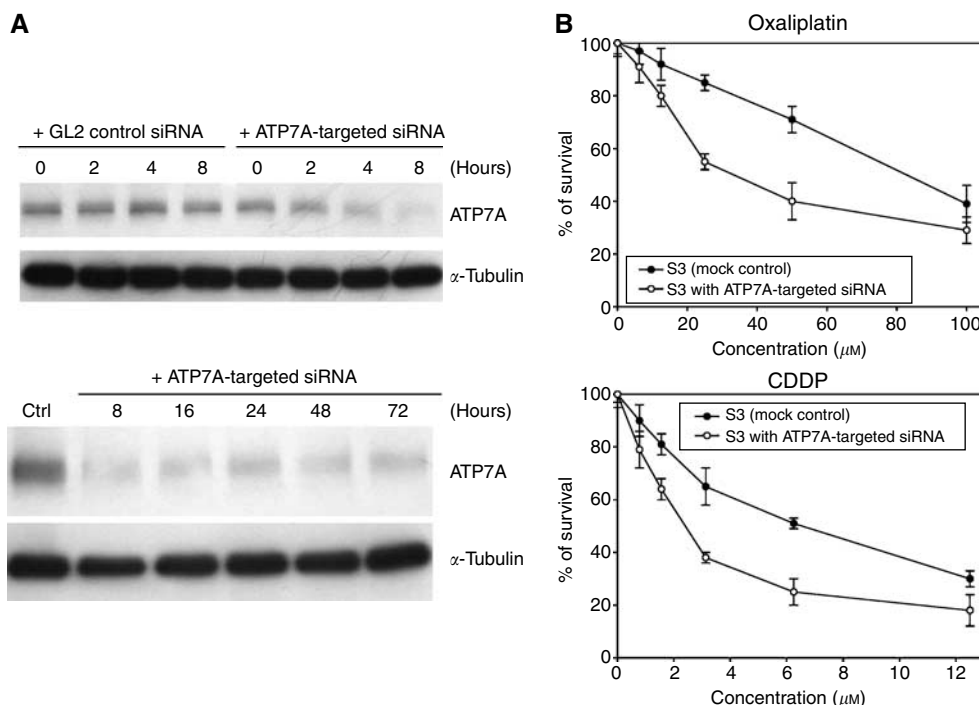 A
+ GL2 control siRNA + ATP7A-targeted siRNA
0 2 4 8 0 2 4 8 (Hours)
ATP7A
α-Tubulin
+ ATP7A-targeted siRNA
Ctrl 8 16 24 48 72 (Hours)
ATP7A
α-Tubulin
B
Oxaliplatin
100
80
60
40
20
0
% of survival
S3 (mock control)
S3 with ATP7A-targeted siRNA
0 20 40 60 80 100
Concentration (μM)
CDDP
100
80
60
40
20
0
% of survival
S3 (mock control)
S3 with ATP7A-targeted siRNA
0 2 4 6 8 10 12
Concentration (μM)